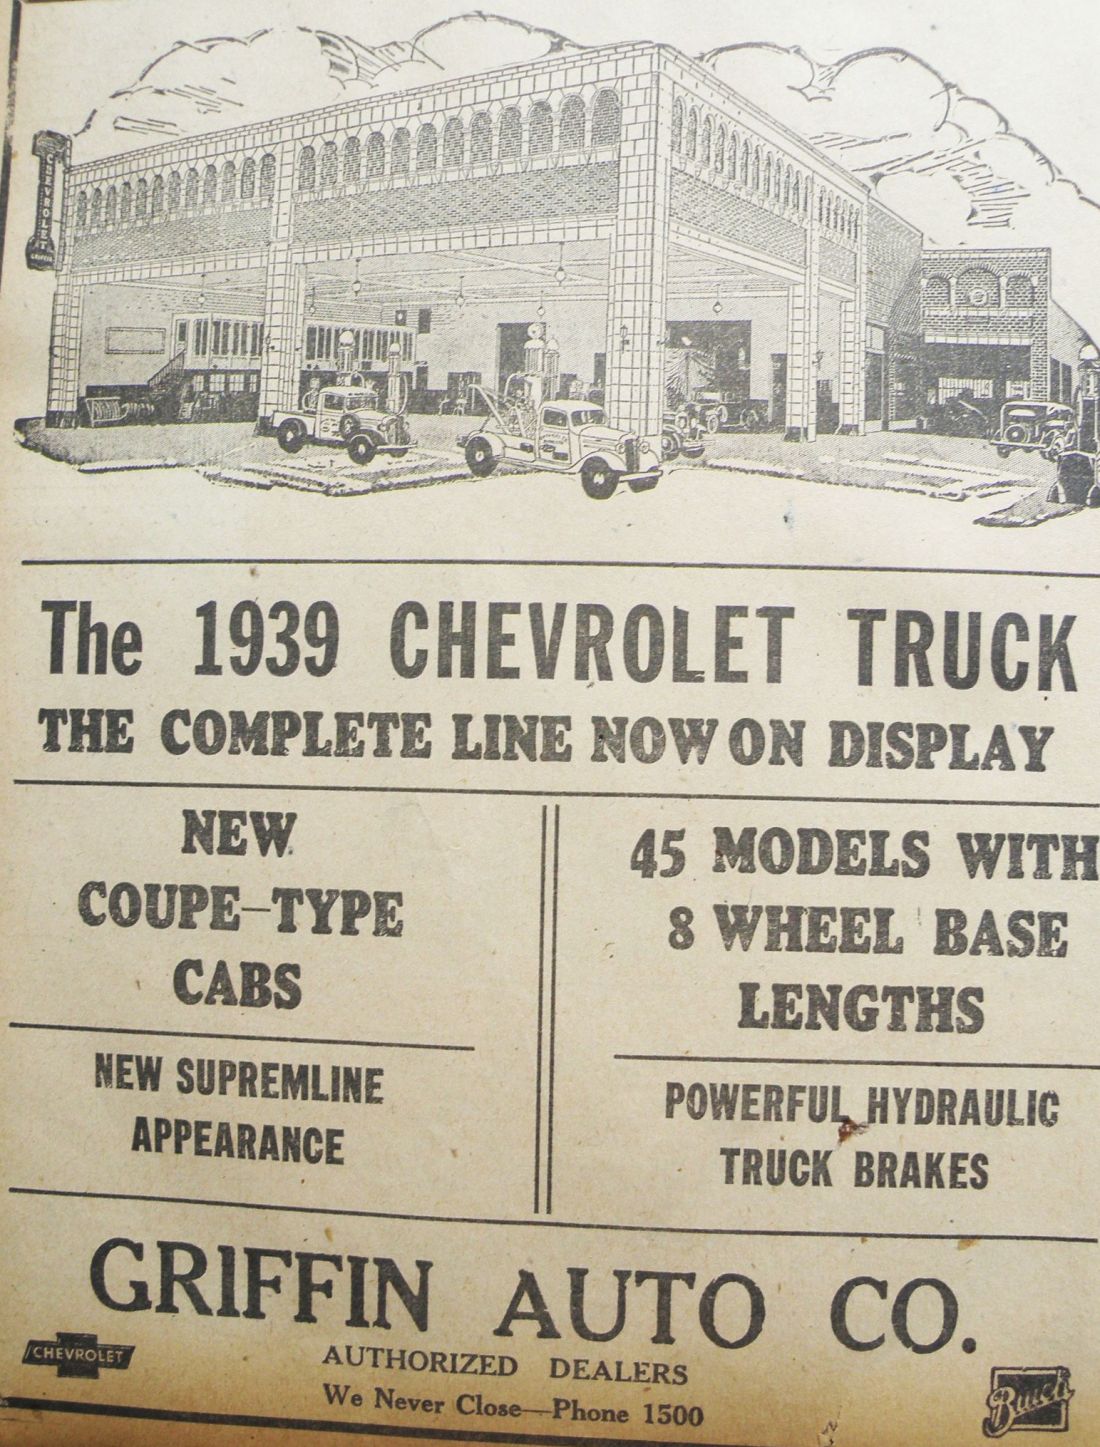 CHEVROLET
GRIFFIN
The 1939 CHEVROLET TRUCK
THE COMPLETE LINE NOW ON DISPLAY
NEW
COUPE-TYPE
CABS
NEW SUPREMLINE
APPEARANCE
45 MODELS WITH
8 WHEEL BASE
LENGTHS
POWERFUL HYDRAULIC
TRUCK BRAKES
GRIFFIN AUTO CO.
CHEVROLET
AUTHORIZED DEALERS
We Never Close—Phone 1500
Buick